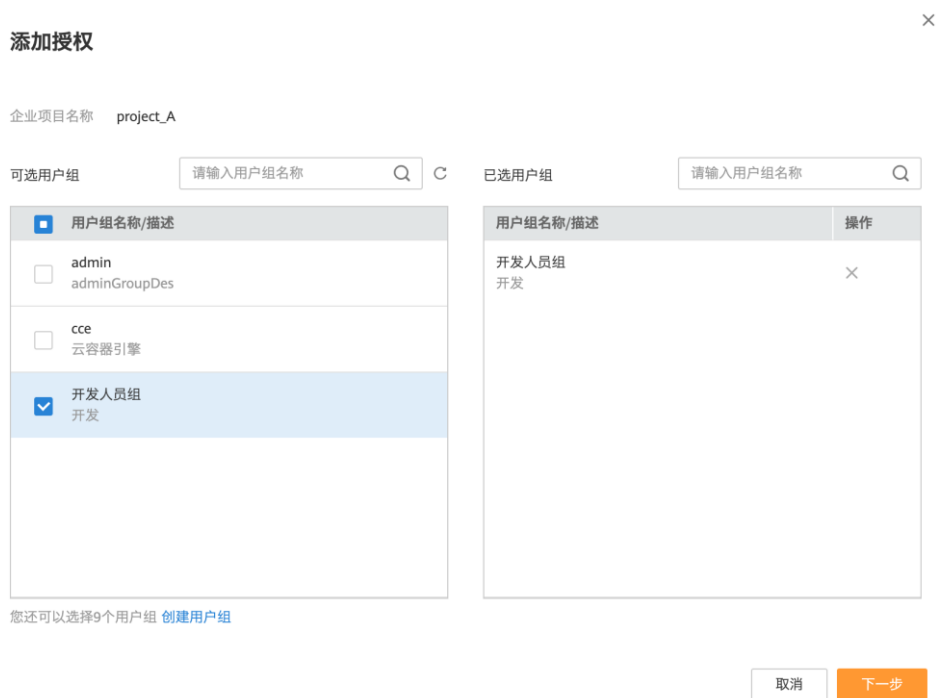 添加授权
企业项目名称 project_A
可选用户组 请输入用户组名称
用户组名称/描述
admin
adminGroupDes
cce
云容器引擎
开发人员组
开发
您还可以选择9个用户组 创建用户组
已选用户组 请输入用户组名称
用户组名称/描述 操作
开发人员组
开发
取消 下一步